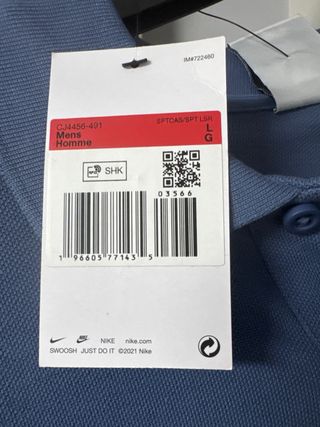 IM#722460
CJ4456-491 SPTCAS/SPT LSR
Mens L
Homme G
SHK
03566
1 96605 77143 5
NIKE nike.com
SWOOSH JUST DO IT ©2021 Nike